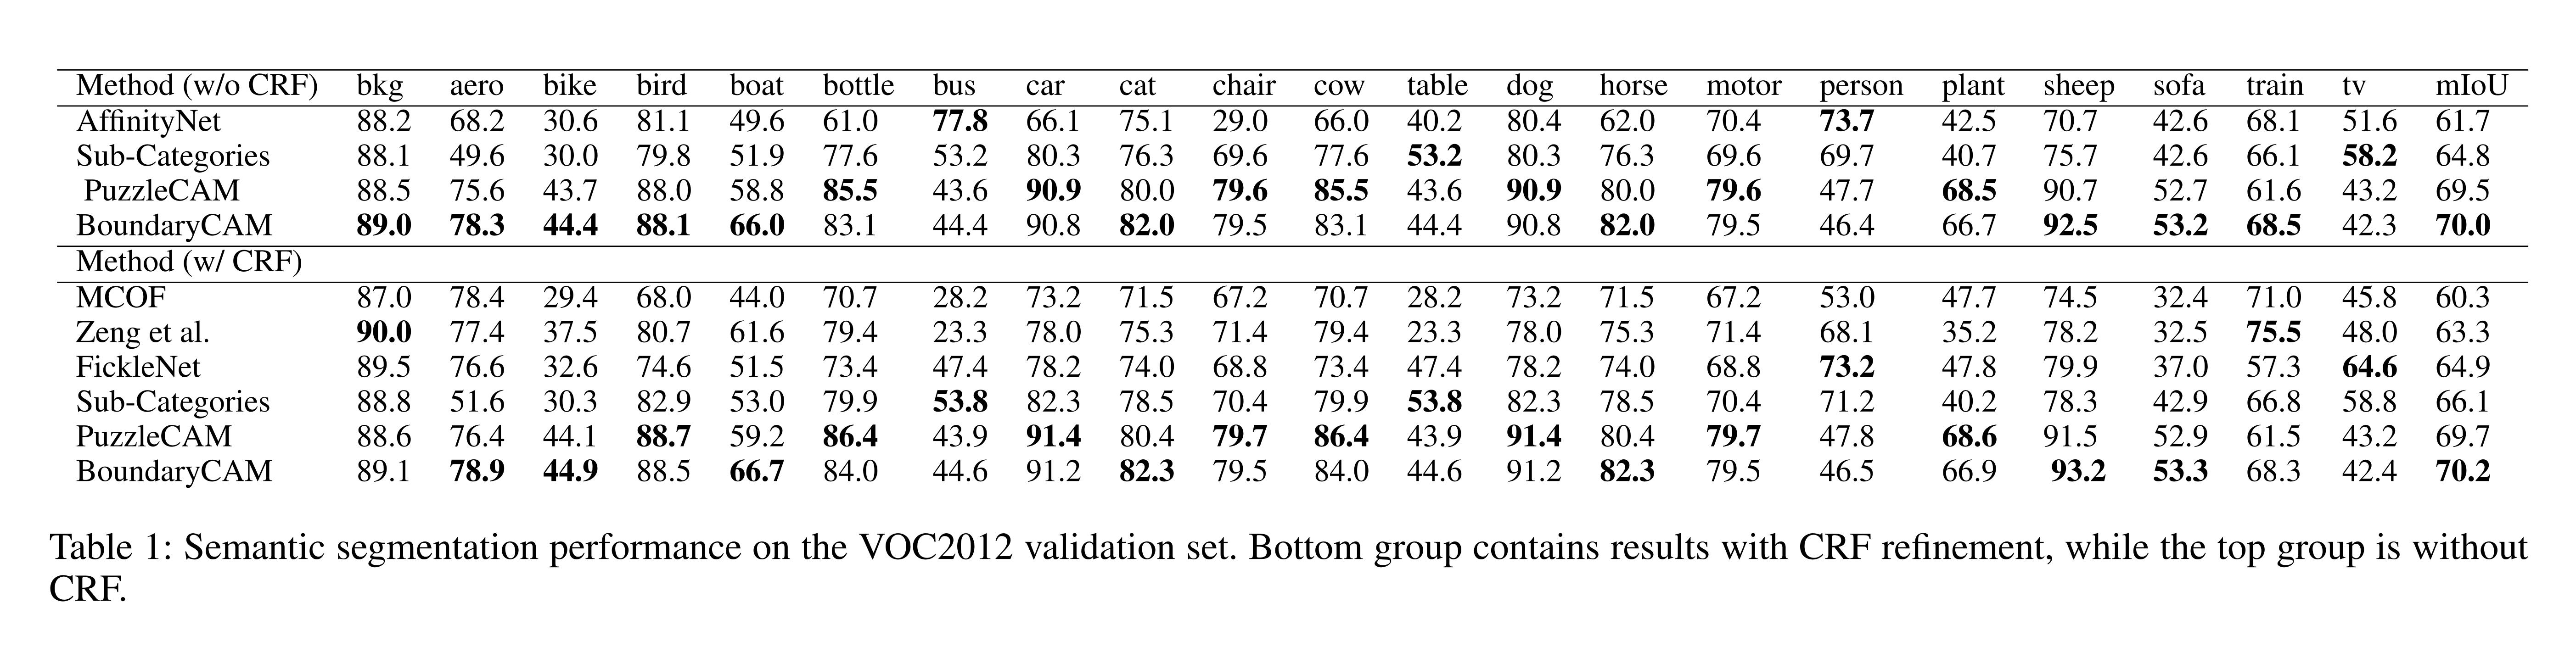 Method (w/o CRF) bkg aero bike bird boat bottle bus car cat chair cow table dog horse motor person plant sheep sofa train tv mIoU
AffinityNet 88.2 68.2 30.6 81.1 49.6 61.0 77.8 66.1 75.1 29.0 66.0 40.2 80.4 62.0 70.4 73.7 42.5 70.7 42.6 68.1 51.6 61.7
Sub-Categories 88.1 49.6 30.0 79.8 51.9 77.6 53.2 80.3 76.3 69.6 77.6 53.2 80.3 76.3 69.6 69.7 40.7 75.7 42.6 66.1 58.2 64.8
PuzzleCAM 88.5 75.6 43.7 88.0 58.8 85.5 43.6 90.9 80.0 79.6 85.5 43.6 90.9 80.0 79.6 47.7 68.5 90.7 52.7 61.6 43.2 69.5
BoundaryCAM 89.0 78.3 44.4 88.1 66.0 83.1 44.4 90.8 82.0 79.5 83.1 44.4 90.8 82.0 79.5 46.4 66.7 92.5 53.2 68.5 42.3 70.0
Method (w/ CRF)
MCOF 87.0 78.4 29.4 68.0 44.0 70.7 28.2 73.2 71.5 67.2 70.7 28.2 73.2 71.5 67.2 53.0 47.7 74.5 32.4 71.0 45.8 60.3
Zeng et al. 90.0 77.4 37.5 80.7 61.6 79.4 23.3 78.0 75.3 71.4 79.4 23.3 78.0 75.3 71.4 68.1 35.2 78.2 32.5 75.5 48.0 63.3
FickleNet 89.5 76.6 32.6 74.6 51.5 73.4 47.4 78.2 74.0 68.8 73.4 47.4 78.2 74.0 68.8 73.2 47.8 79.9 37.0 57.3 64.6 64.9
Sub-Categories 88.8 51.6 30.3 82.9 53.0 79.9 53.8 82.3 78.5 70.4 79.9 53.8 82.3 78.5 70.4 71.2 40.2 78.3 42.9 66.8 58.8 66.1
PuzzleCAM 88.6 76.4 44.1 88.7 59.2 86.4 43.9 91.4 80.4 79.7 86.4 43.9 91.4 80.4 79.7 47.8 68.6 91.5 52.9 61.5 43.2 69.7
BoundaryCAM 89.1 78.9 44.9 88.5 66.7 84.0 44.6 91.2 82.3 79.5 84.0 44.6 91.2 82.3 79.5 46.5 66.9 93.2 53.3 68.3 42.4 70.2
Table 1: Semantic segmentation performance on the VOC2012 validation set. Bottom group contains results with CRF refinement, while the top group is without
CRF.